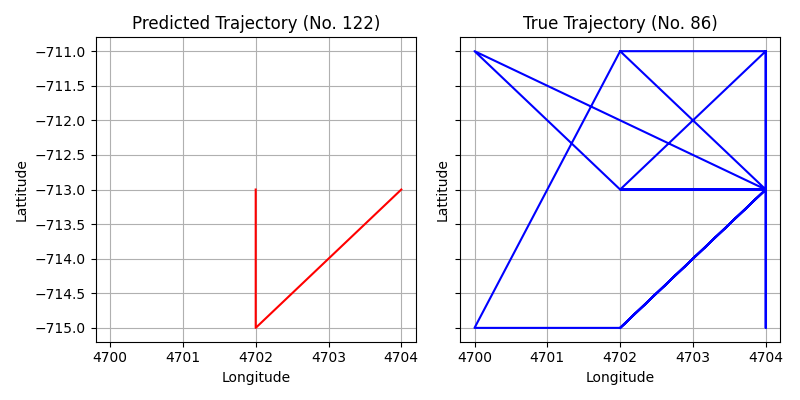 Predicted Trajectory (No. 122)
−711.0
−711.5
−712.0
−712.5
−713.0
−713.5
−714.0
−714.5
−715.0
Lattitude
4700 4701 4702 4703 4704
Longitude
True Trajectory (No. 86)
Lattitude
4700 4701 4702 4703 4704
Longitude